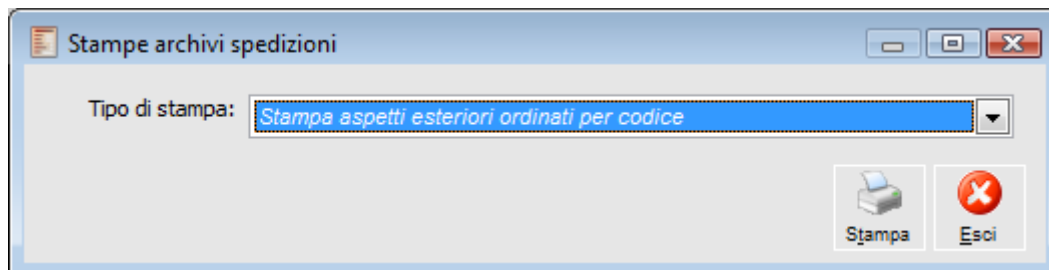 Stampe archivi spedizioni
Tipo di stampa: Stampa aspetti esteriori ordinati per codice
Stampa Esci